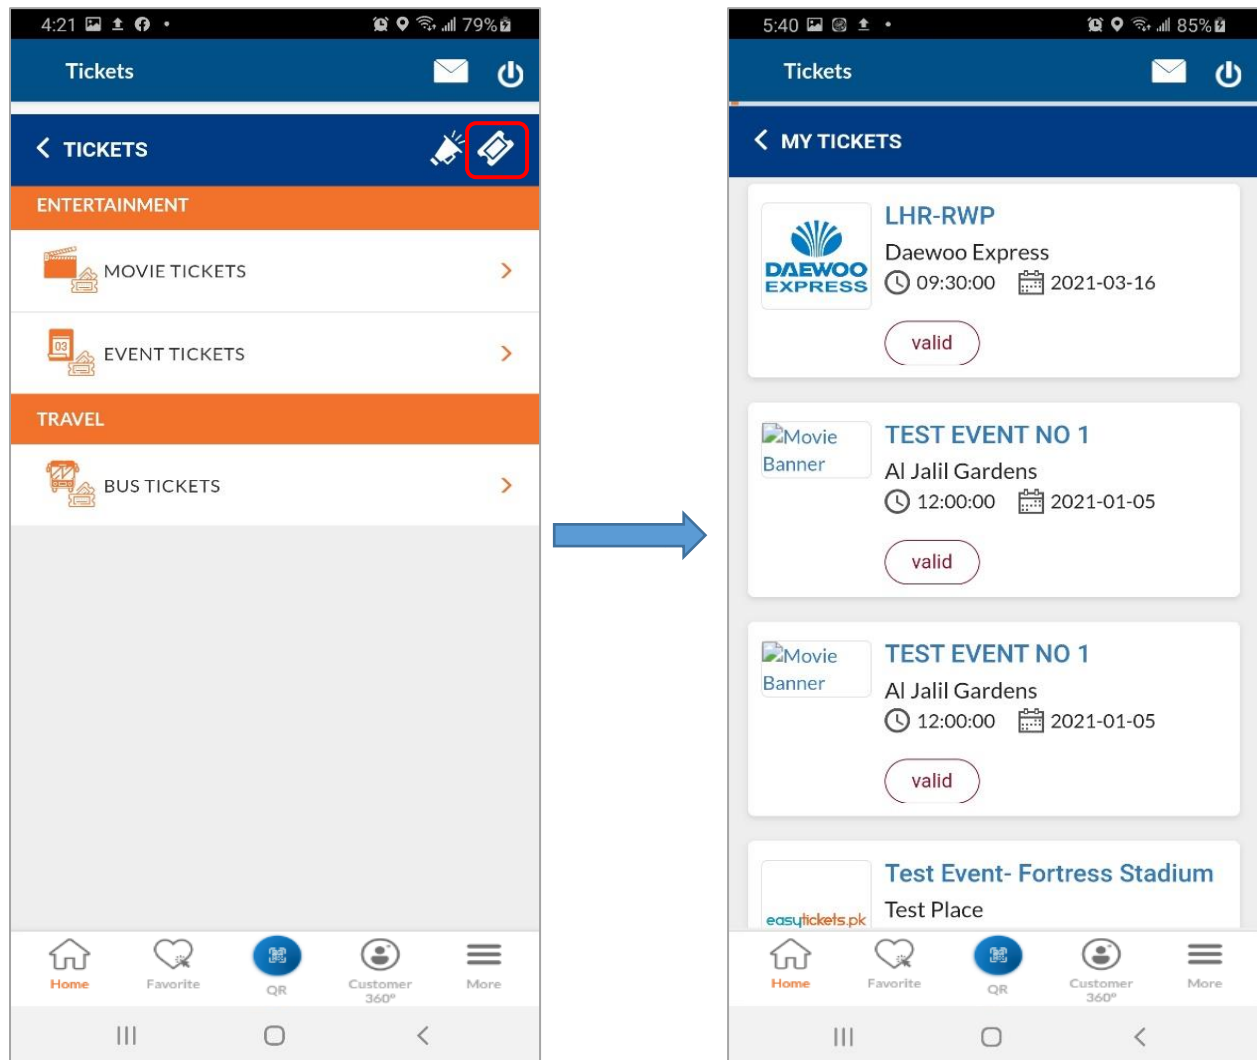 4:21
79%
Tickets
TICKETS
ENTERTAINMENT
MOVIE TICKETS
03
EVENT TICKETS
TRAVEL
BUS TICKETS
Home
Favorite
QR
Customer
360°
More
5:40
85%
Tickets
MY TICKETS
DAEWOO
EXPRESS
LHR-RWP
Daewoo Express
09:30:00 2021-03-16
valid
Movie
Banner
TEST EVENT NO 1
Al Jalil Gardens
12:00:00 2021-01-05
valid
Movie
Banner
TEST EVENT NO 1
Al Jalil Gardens
12:00:00 2021-01-05
valid
easytickets.pk
Test Event- Fortress Stadium
Test Place
Home
Favorite
QR
Customer
360°
More